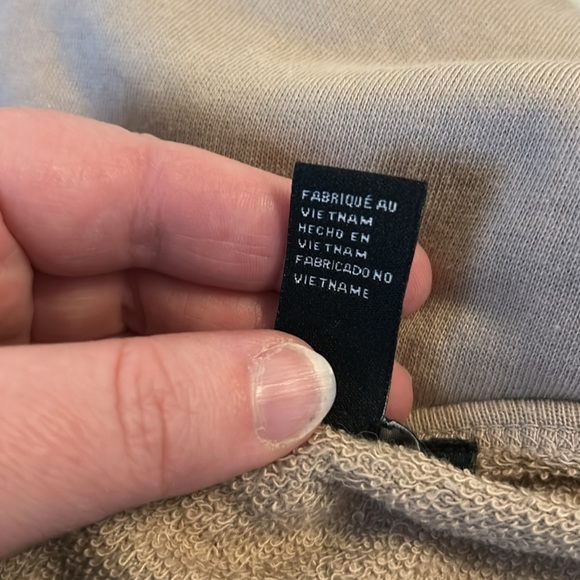 FABRIQUÉ AU
VIETNAM
HECHO EN
VIETNAM
FABRICADO NO
VIETNAME